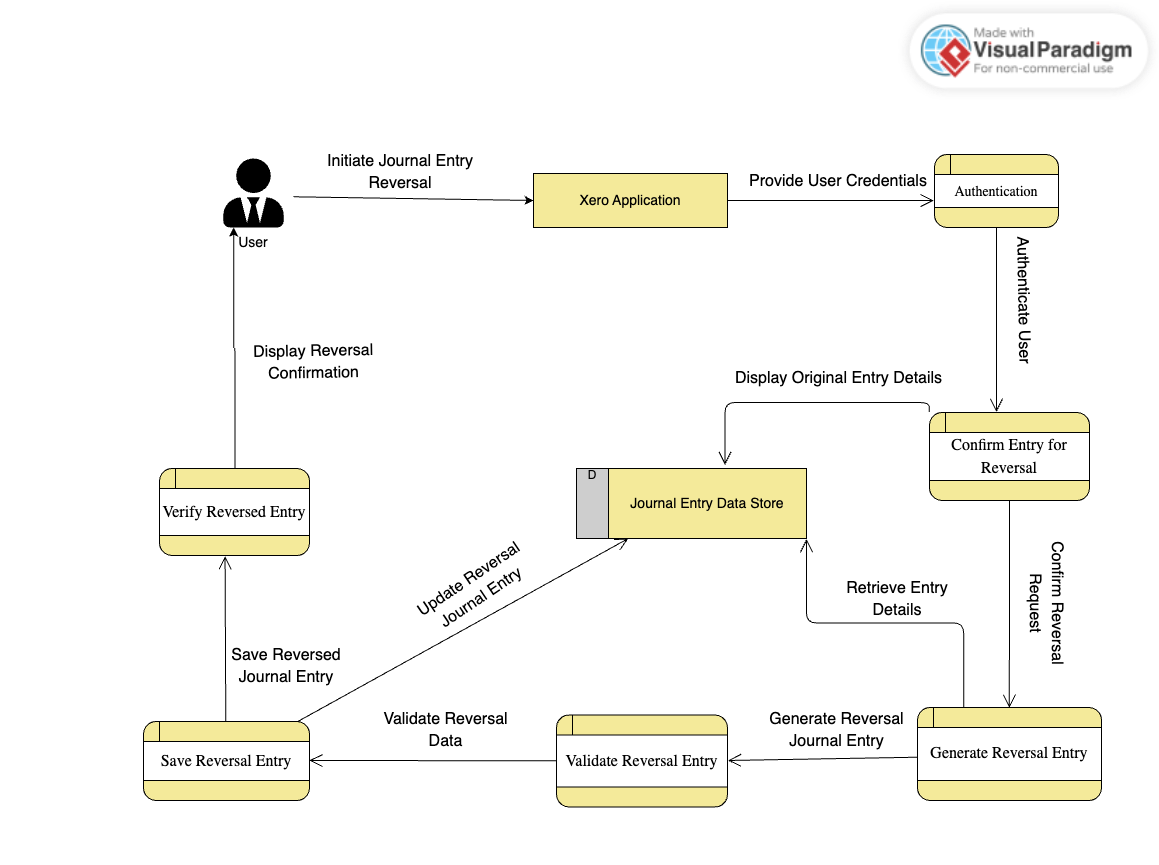 Made with
VisualParadigm
For non-commercial use
Initiate Journal Entry
Reversal
Provide User Credentials
Xero Application
Authentication
User
Authenticate User
Display Reversal
Confirmation
Display Original Entry Details
Confirm Entry for
Reversal
D
Journal Entry Data Store
Verify Reversed Entry
Update Reversal
Journal Entry
Retrieve Entry
Details
Confirm Reversal
Request
Save Reversed
Journal Entry
Validate Reversal
Data
Generate Reversal
Journal Entry
Save Reversal Entry
Validate Reversal Entry
Generate Reversal Entry